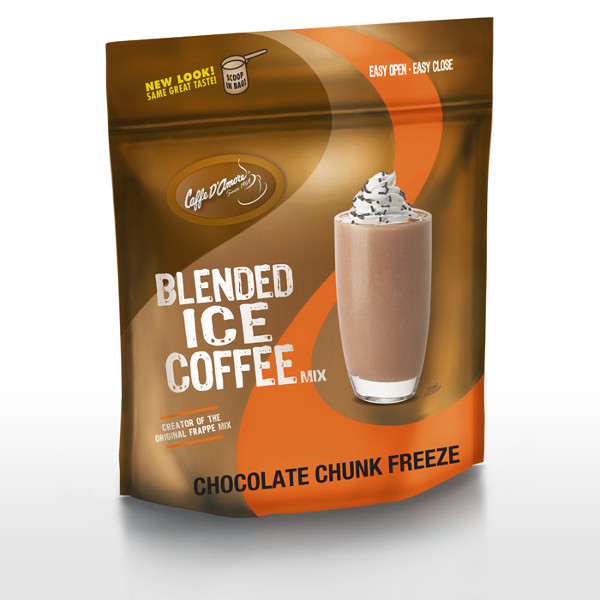 NEW LOOK!
SAME GREAT TASTE!
SCOOP
IN BAG!
EASY OPEN - EASY CLOSE
Caffe D'Amore
BLENDED
ICE
COFFEE MIX
CREATOR OF THE
ORIGINAL FRAPPE MIX
CHOCOLATE CHUNK FREEZE